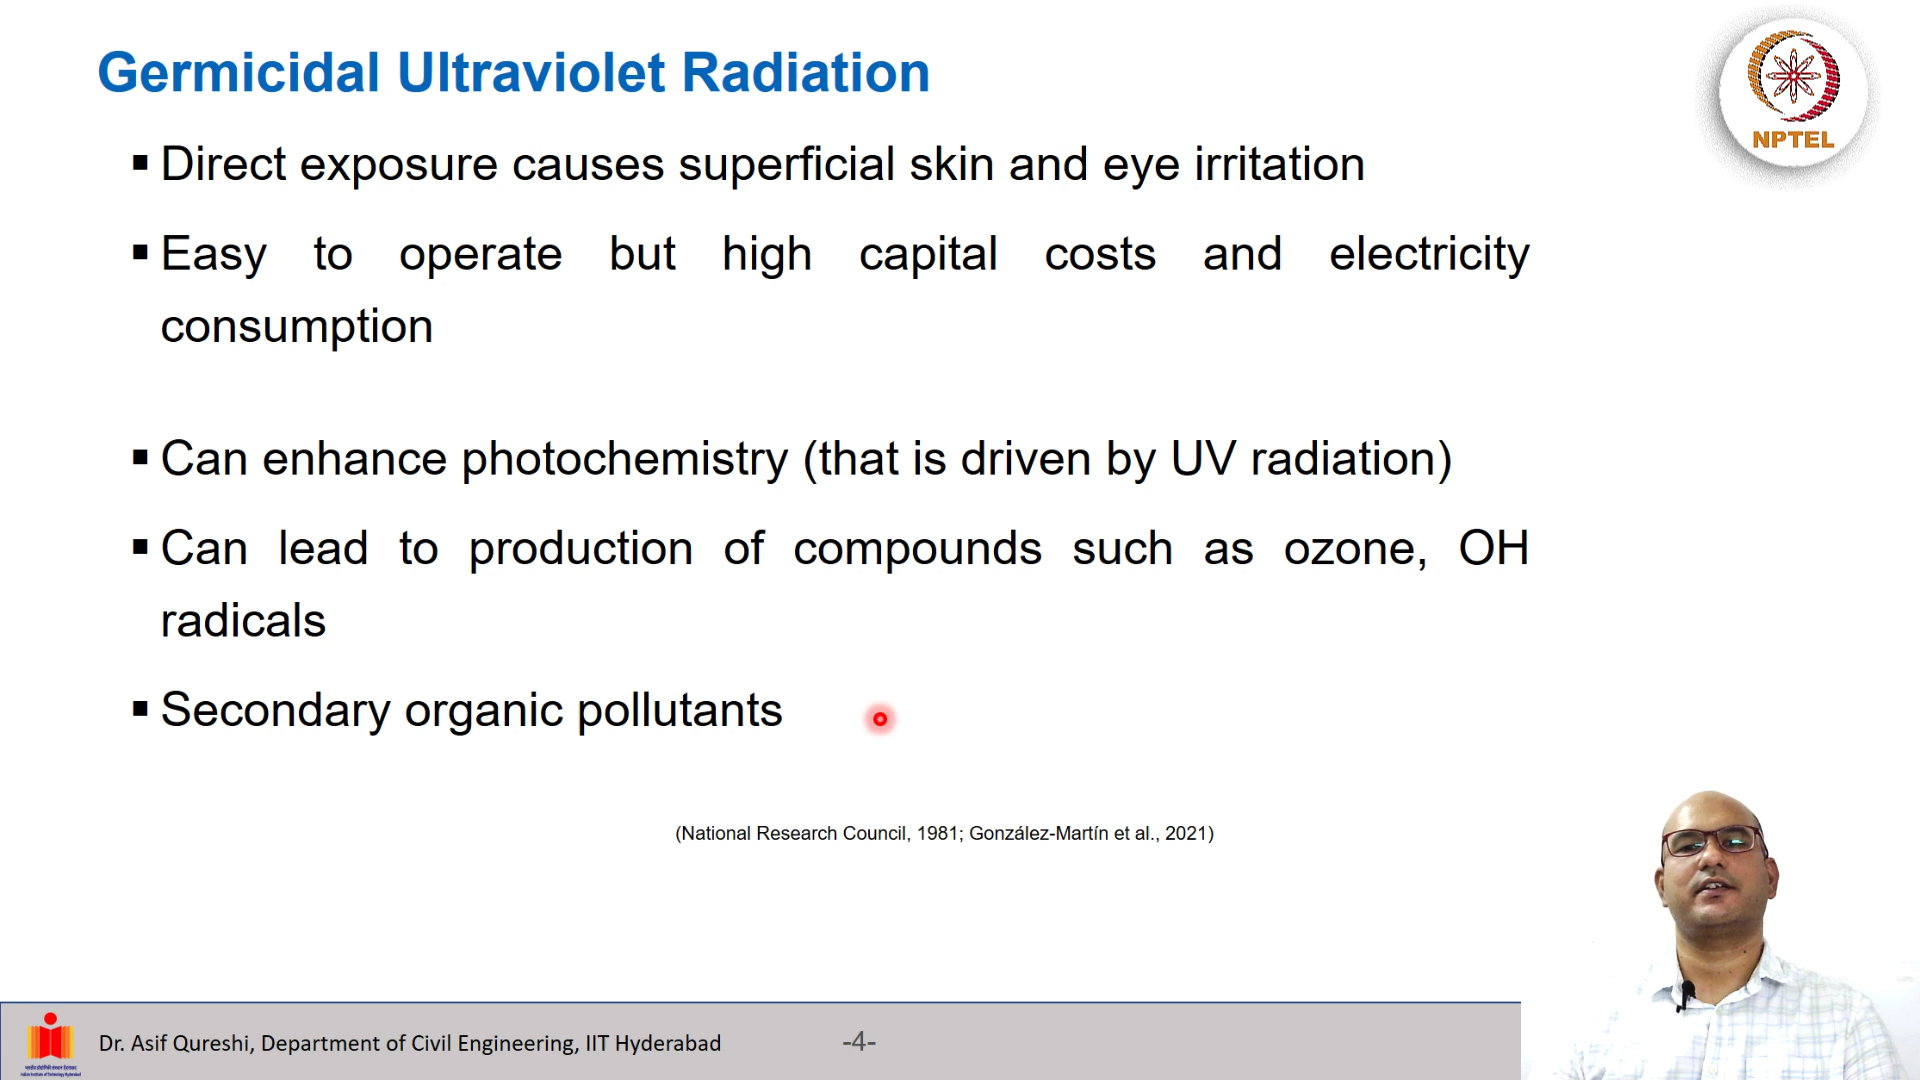 Germicidal Ultraviolet Radiation
NPTEL
▪ Direct exposure causes superficial skin and eye irritation
▪ Easy to operate but high capital costs and electricity
consumption
▪ Can enhance photochemistry (that is driven by UV radiation)
▪ Can lead to production of compounds such as ozone, OH
radicals
▪ Secondary organic pollutants
(National Research Council, 1981; González-Martín et al., 2021)
Dr. Asif Qureshi, Department of Civil Engineering, IIT Hyderabad
-4-